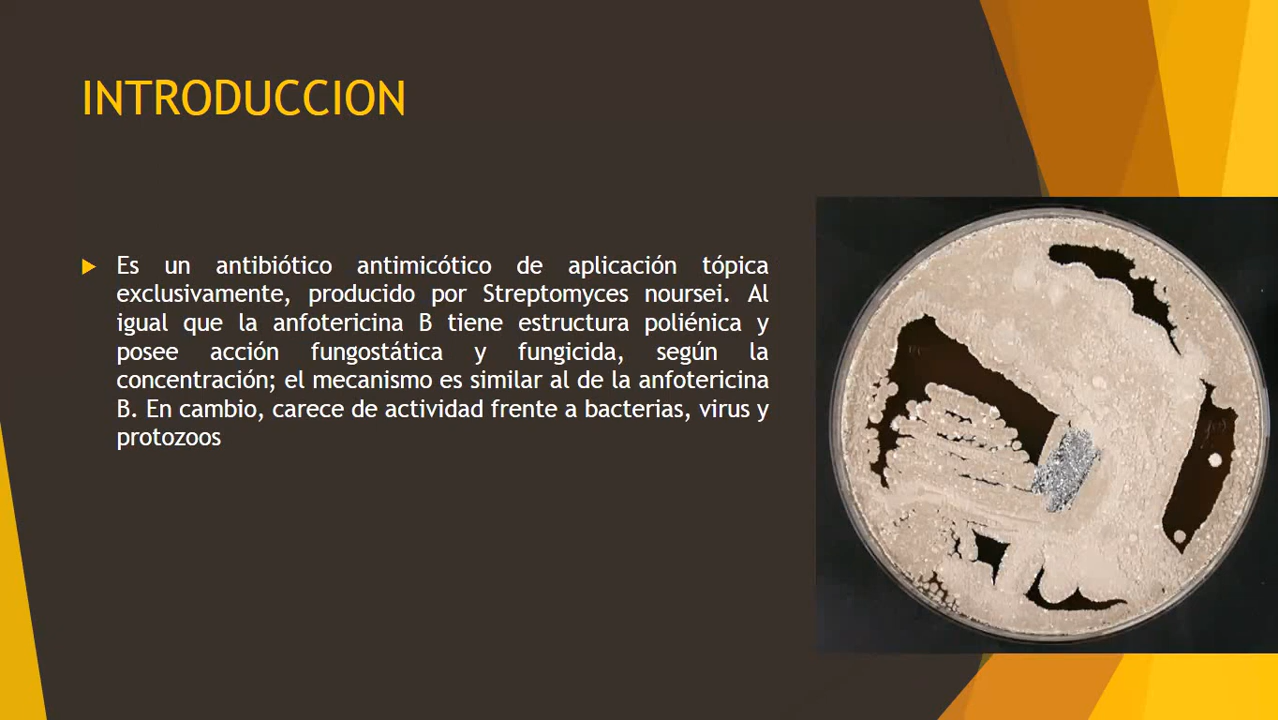 INTRODUCCION
Es un antibiótico antimicótico de aplicación tópica
exclusivamente, producido por Streptomyces noursei. Al
igual que la anfotericina B tiene estructura poliénica y
posee acción fungostática y fungicida, según la
concentración; el mecanismo es similar al de la anfotericina
B. En cambio, carece de actividad frente a bacterias, virus y
protozoos